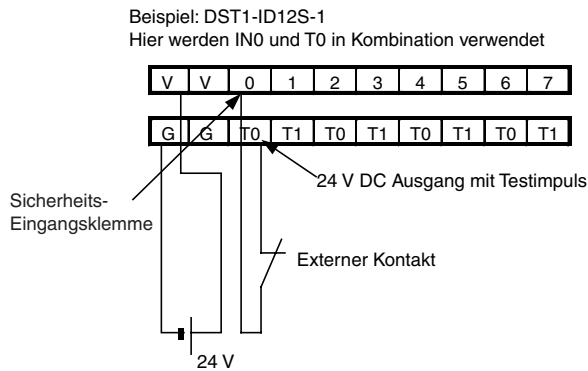 Beispiel: DST1-ID12S-1
Hier werden IN0 und T0 in Kombination verwendet
V V 0 1 2 3 4 5 6 7
G G T0 T1 T0 T1 T0 T1 T0 T1
24 V DC Ausgang mit Testimpuls
Sicherheits-
Eingangsklemme
Externer Kontakt
24 V